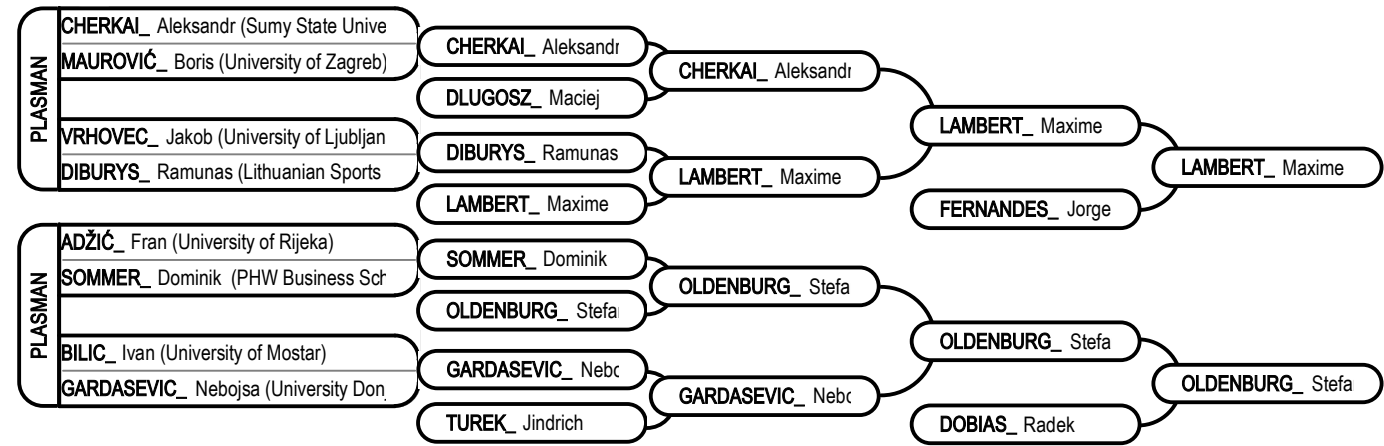 PLASMAN
CHERKAI_ Aleksandr (Sumy State Unive
MAUROVIĆ_ Boris (University of Zagreb)
VRHOVEC_ Jakob (University of Ljubljan
DIBURYS_ Ramunas (Lithuanian Sports
CHERKAI_ Aleksandr
DLUGOSZ_ Maciej
DIBURYS_ Ramunas
LAMBERT_ Maxime
CHERKAI_ Aleksandr
LAMBERT_ Maxime
LAMBERT_ Maxime
FERNANDES_ Jorge
LAMBERT_ Maxime
PLASMAN
ADŽIĆ_ Fran (University of Rijeka)
SOMMER_ Dominik (PHW Business Sch
BILIC_ Ivan (University of Mostar)
GARDASEVIC_ Nebojsa (University Don
SOMMER_ Dominik
OLDENBURG_ Stefa
GARDASEVIC_ Nebo
TUREK_ Jindrich
OLDENBURG_ Stefa
GARDASEVIC_ Nebo
OLDENBURG_ Stefa
DOBIAS_ Radek
OLDENBURG_ Stefa